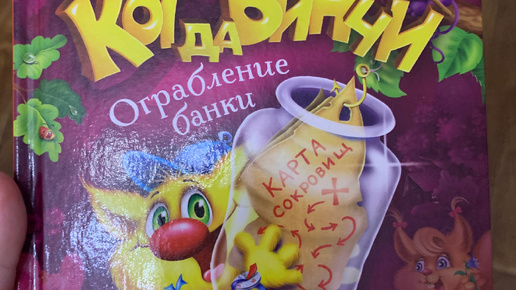 Кот да Винчи
Ограбление
банки
КАРТА
СОКРОВИЩ